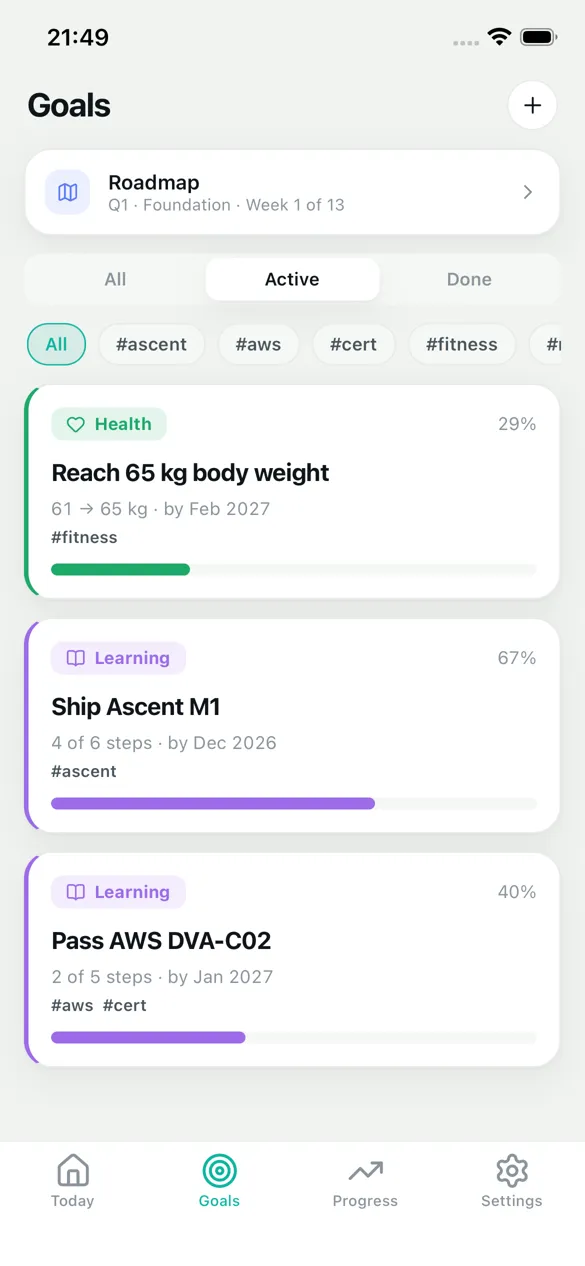 21:49
Goals
Roadmap
Q1 · Foundation · Week 1 of 13
All Active Done
All #ascent #aws #cert #fitness
Health 29%
Reach 65 kg body weight
61 → 65 kg · by Feb 2027
#fitness
Learning 67%
Ship Ascent M1
4 of 6 steps · by Dec 2026
#ascent
Learning 40%
Pass AWS DVA-C02
2 of 5 steps · by Jan 2027
#aws #cert
Today Goals Progress Settings